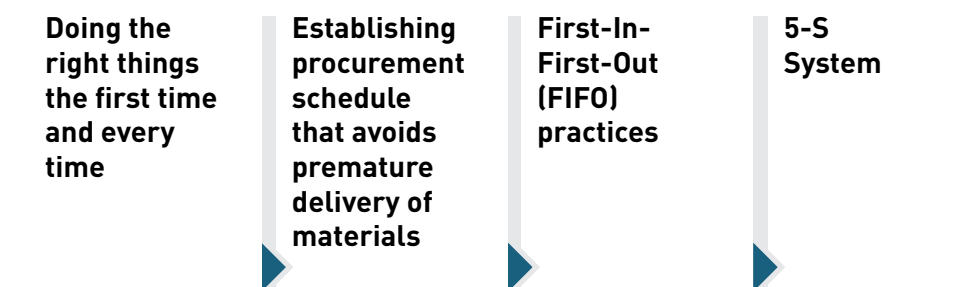 Doing the
right things
the first time
and every
time
Establishing
procurement
schedule
that avoids
premature
delivery of
materials
First-In-
First-Out
(FIFO)
practices
5-S
System